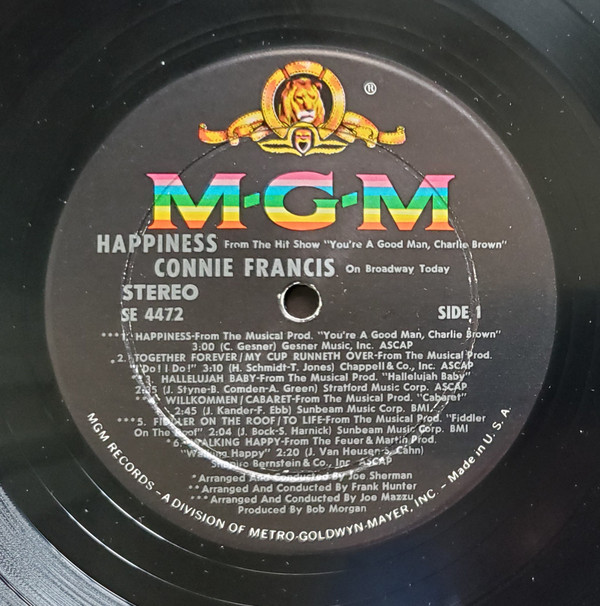 ®
M-G-M
HAPPINESS From The Hit Show "You're A Good Man, Charlie Brown"
CONNIE FRANCIS On Broadway Today
STEREO
SE 4472 SIDE 1
***1. HAPPINESS-From The Musical Prod. "You're A Good Man, Charlie Brown"
3:00 (C. Gesner) Gesner Music, Inc. ASCAP
*2. TOGETHER FOREVER/MY CUP RUNNETH OVER-From The Musical Prod.
"I Do! I Do!" 3:10 (H. Schmidt-T. Jones) Chappell & Co., Inc. ASCAP
3. HALLELUJAH BABY-From The Musical Prod. "Hallelujah Baby"
2:35 (J. Styne-B. Comden-A. Green) Stratford Music Corp. ASCAP
WILLKOMMEN/CABARET-From The Musical Prod. "Cabaret"
2:45 (J. Kander-F. Ebb) Sunbeam Music Corp. BMI
***5. FIDDLER ON THE ROOF/TO LIFE-From The Musical Prod. "Fiddler
On The Roof" 2:04 (J. Bock-S. Harnick) Sunbeam Music Corp. BMI
*6. WALKING HAPPY-From The Feuer & Martin Prod.
"Walking Happy" 2:20 (J. Van Heusen-S. Cahn)
Shapiro Bernstein & Co., Inc. ASCAP
*Arranged And Conducted By Joe Sherman
**Arranged And Conducted By Frank Hunter
***Arranged And Conducted By Joe Mazzu
Produced By Bob Morgan
MGM RECORDS – A DIVISION OF METRO-GOLDWYN-MAYER, INC. – Made in U.S.A.